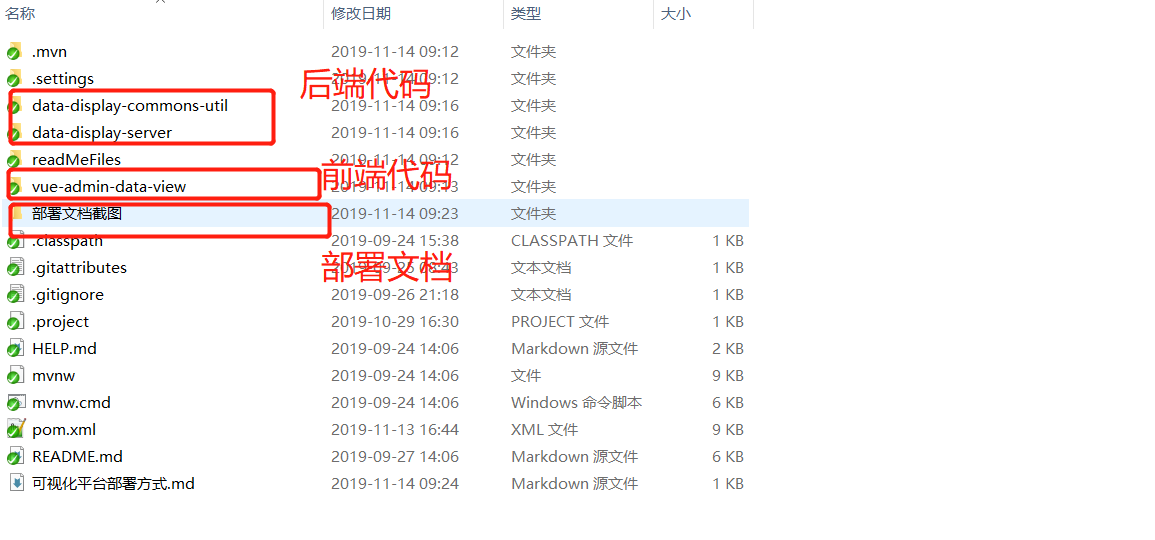 名称 修改日期 类型 大小
.mvn 2019-11-14 09:12 文件夹
.settings 2019-11-14 09:12 文件夹
后端代码
data-display-commons-util 2019-11-14 09:16 文件夹
data-display-server 2019-11-14 09:16 文件夹
readMeFiles 2019-11-14 09:12 文件夹
前端代码
vue-admin-data-view 2019-11-14 09:13 文件夹
部署文档截图 2019-11-14 09:23 文件夹
.classpath 2019-09-24 15:38 CLASSPATH 文件 1 KB
部署文档
.gitattributes 2019-09-25 08:43 文本文档 1 KB
.gitignore 2019-09-26 21:18 文本文档 1 KB
.project 2019-10-29 16:30 PROJECT 文件 1 KB
HELP.md 2019-09-24 14:06 Markdown 源文件 2 KB
mvnw 2019-09-24 14:06 文件 9 KB
mvnw.cmd 2019-09-24 14:06 Windows 命令脚本 6 KB
pom.xml 2019-11-13 16:44 XML 文件 9 KB
README.md 2019-09-27 14:06 Markdown 源文件 6 KB
可视化平台部署方式.md 2019-11-14 09:24 Markdown 源文件 1 KB